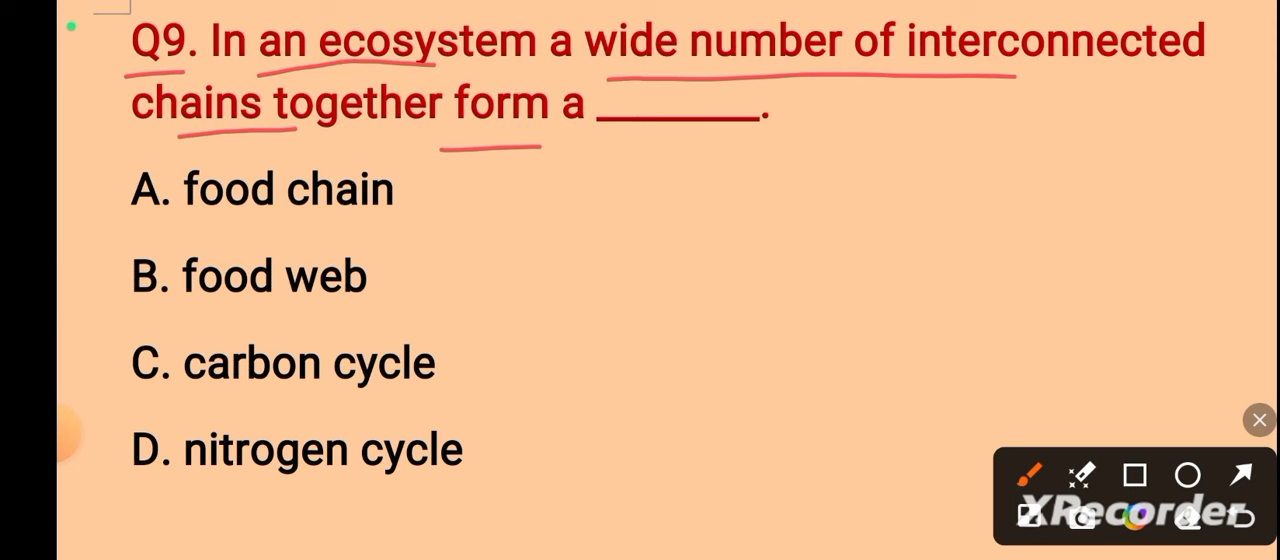 Q9. In an ecosystem a wide number of interconnected
chains together form a ________.
A. food chain
B. food web
C. carbon cycle
D. nitrogen cycle
XRecorder